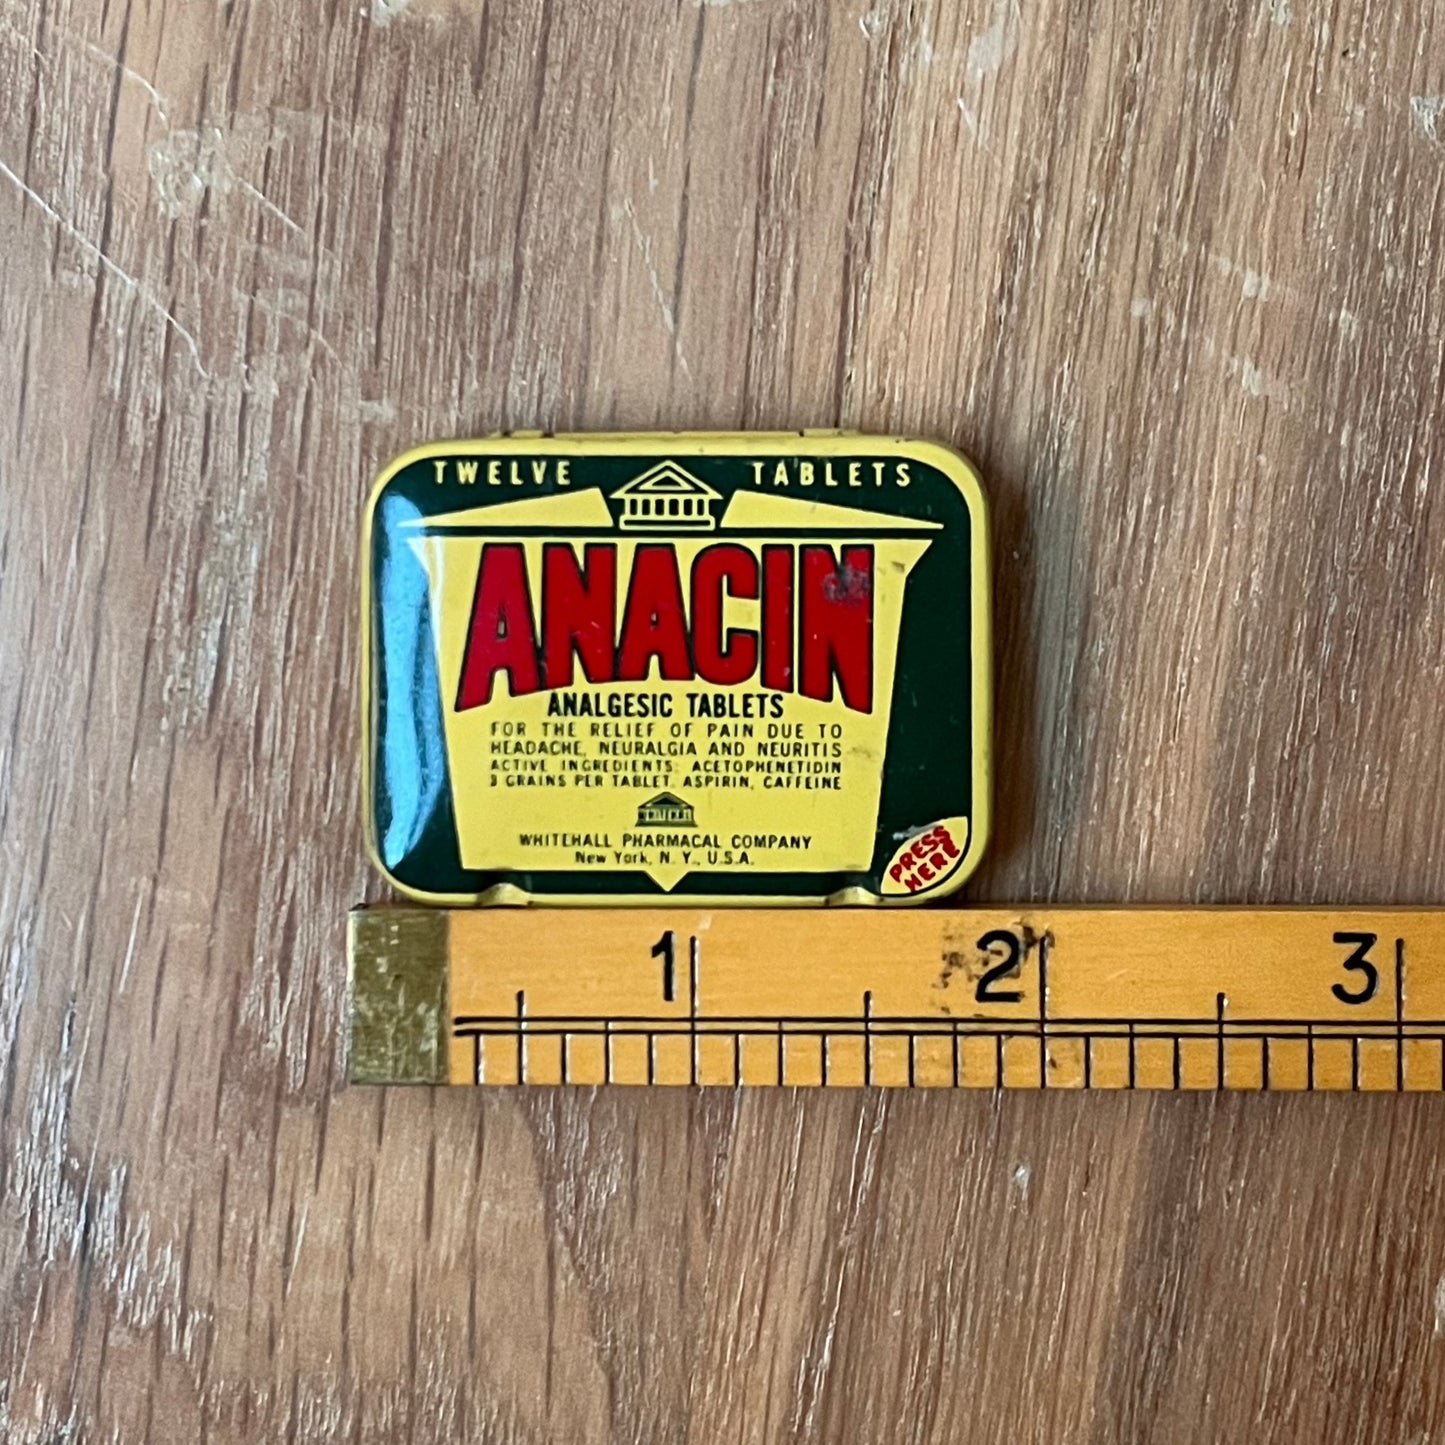 TWELVE TABLETS
ANACIN
ANALGESIC TABLETS
FOR THE RELIEF OF PAIN DUE TO
HEADACHE, NEURALGIA AND NEURITIS
ACTIVE INGREDIENTS: ACETOPHENETIDIN
3 GRAINS PER TABLET, ASPIRIN, CAFFEINE
WHITEHALL PHARMACAL COMPANY
New York, N. Y., U.S.A.
PRESS
HERE
1 2 3